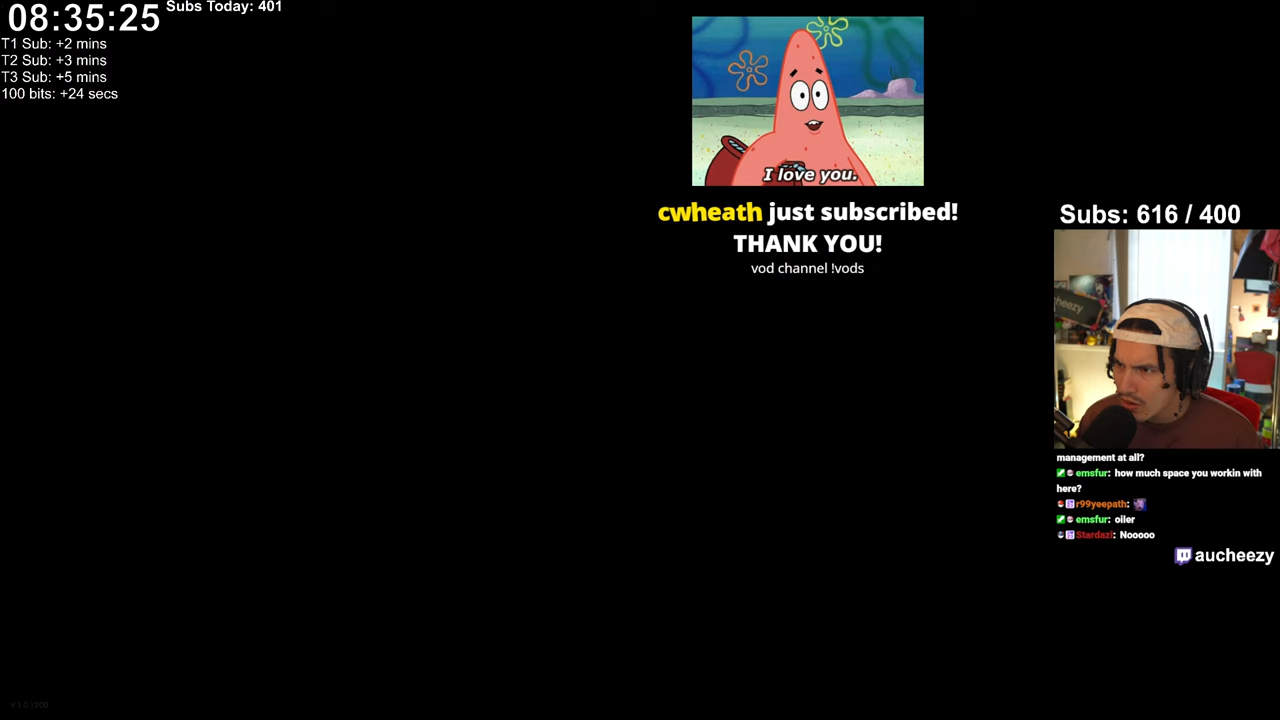 08:35:25
Subs Today: 401
T1 Sub: +2 mins
T2 Sub: +3 mins
T3 Sub: +5 mins
100 bits: +24 secs
I love you.
cwheath just subscribed!
THANK YOU!
vod channel !vods
Subs: 616 / 400
cheezy
management at all?
emsfur: how much space you workin with
here?
r99yeepath:
emsfur: oiler
Stardazi: Nooooo
aucheezy